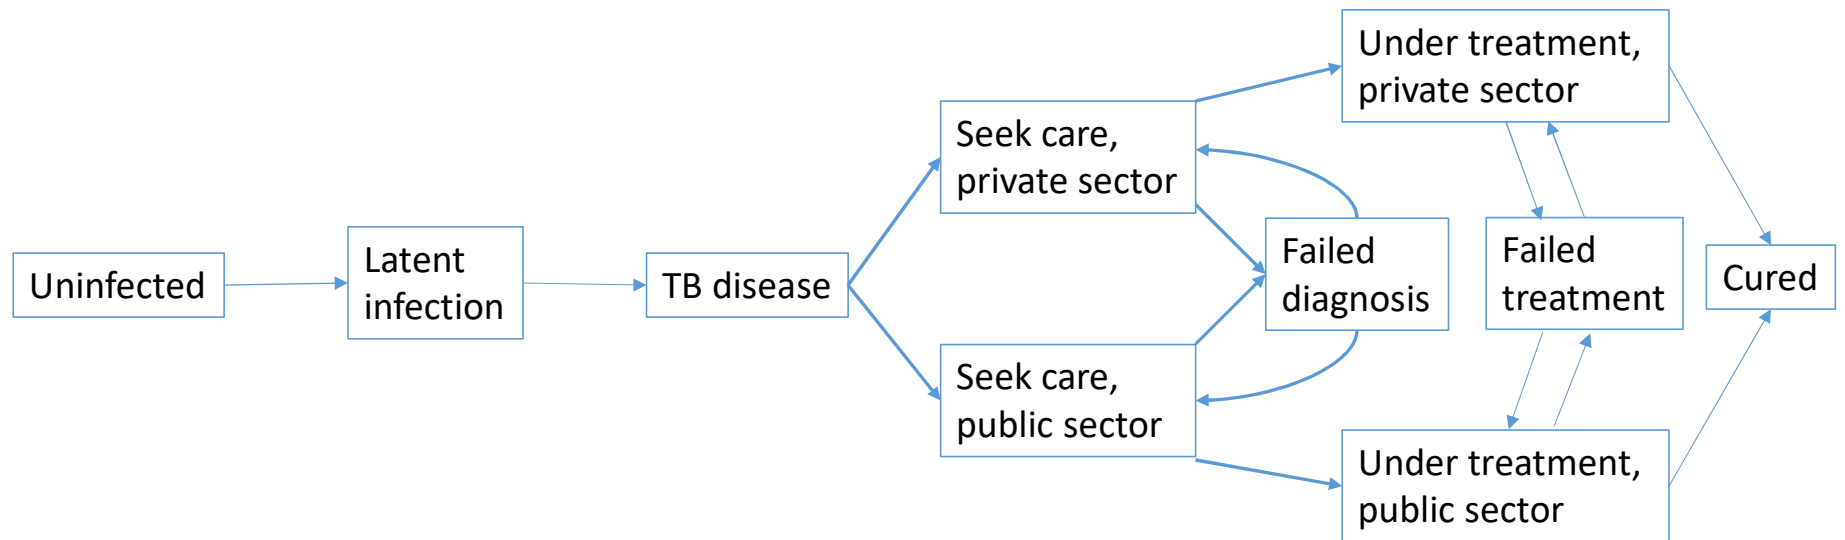 Uninfected
Latent
infection
TB disease
Seek care,
private sector
Seek care,
public sector
Failed
diagnosis
Under treatment,
private sector
Failed
treatment
Under treatment,
public sector
Cured